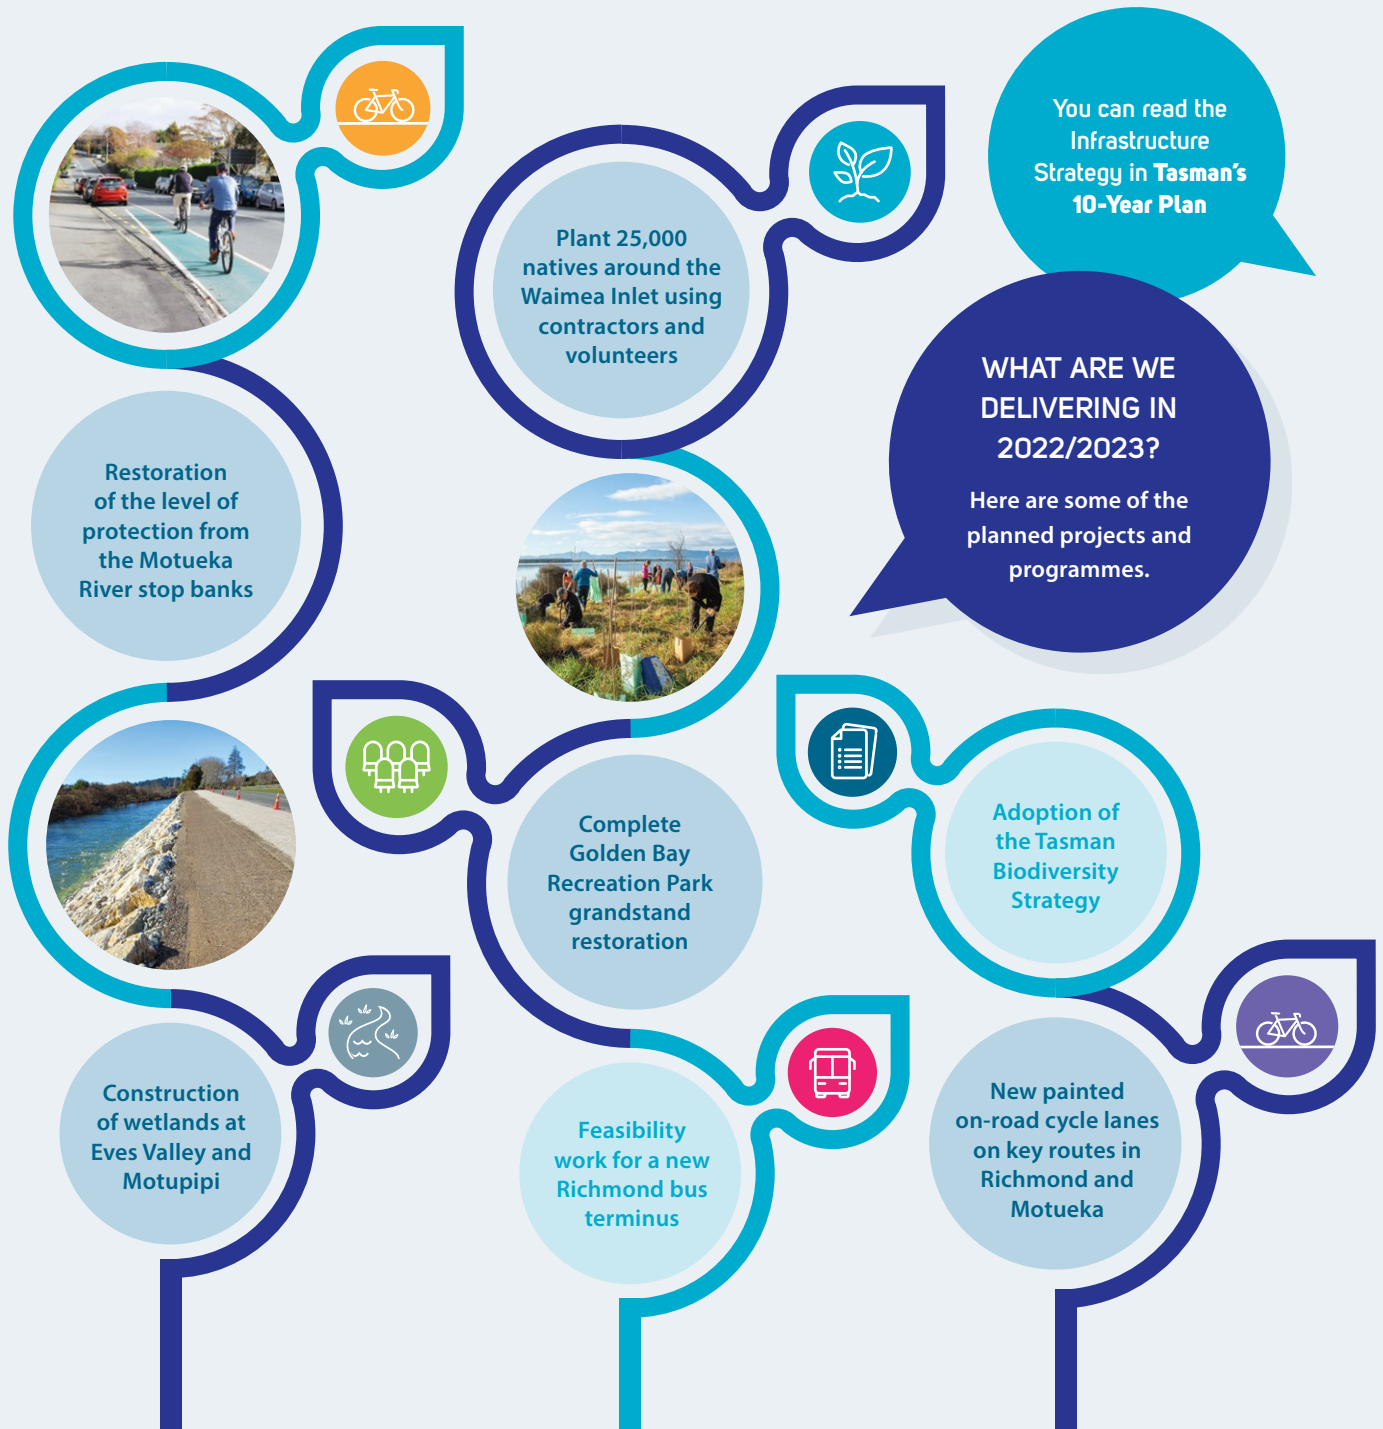 You can read the
Infrastructure
Strategy in Tasman’s
10-Year Plan
WHAT ARE WE
DELIVERING IN
2022/2023?
Here are some of the
planned projects and
programmes.
Plant 25,000
natives around the
Waimea Inlet using
contractors and
volunteers
Restoration
of the level of
protection from
the Motueka
River stop banks
Complete
Golden Bay
Recreation Park
grandstand
restoration
Adoption of
the Tasman
Biodiversity
Strategy
Construction
of wetlands at
Eves Valley and
Motupipi
Feasibility
work for a new
Richmond bus
terminus
New painted
on-road cycle lanes
on key routes in
Richmond and
Motueka